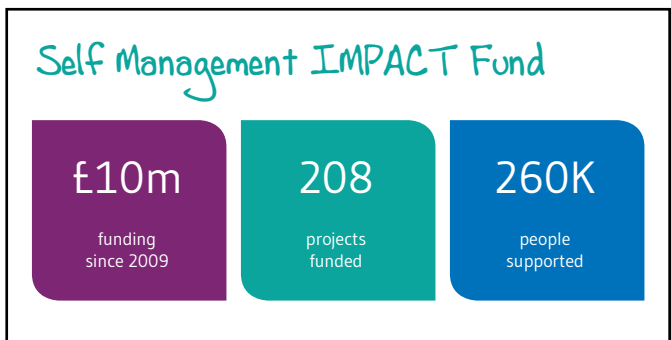 Self Management IMPACT Fund
£10m
funding
since 2009
208
projects
funded
260K
people
supported